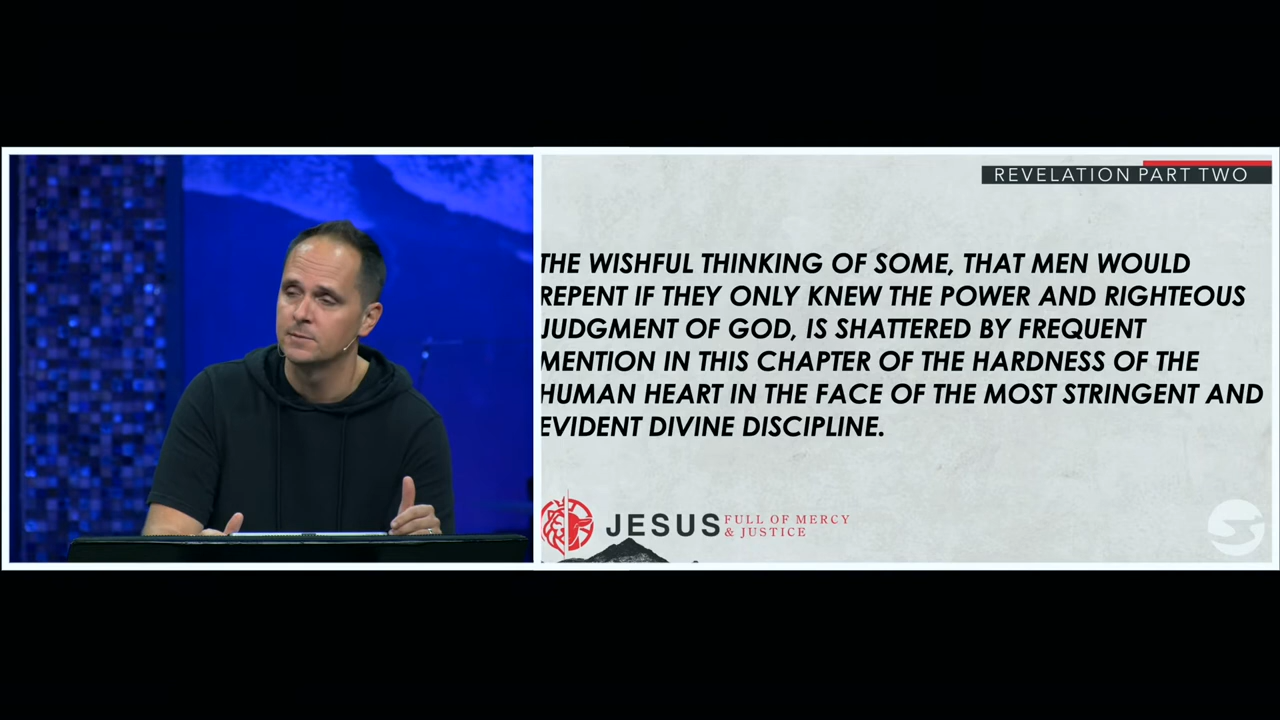 REVELATION PART TWO
THE WISHFUL THINKING OF SOME, THAT MEN WOULD
REPENT IF THEY ONLY KNEW THE POWER AND RIGHTEOUS
JUDGMENT OF GOD, IS SHATTERED BY FREQUENT
MENTION IN THIS CHAPTER OF THE HARDNESS OF THE
HUMAN HEART IN THE FACE OF THE MOST STRINGENT AND
EVIDENT DIVINE DISCIPLINE.
JESUS FULL OF MERCY
& JUSTICE